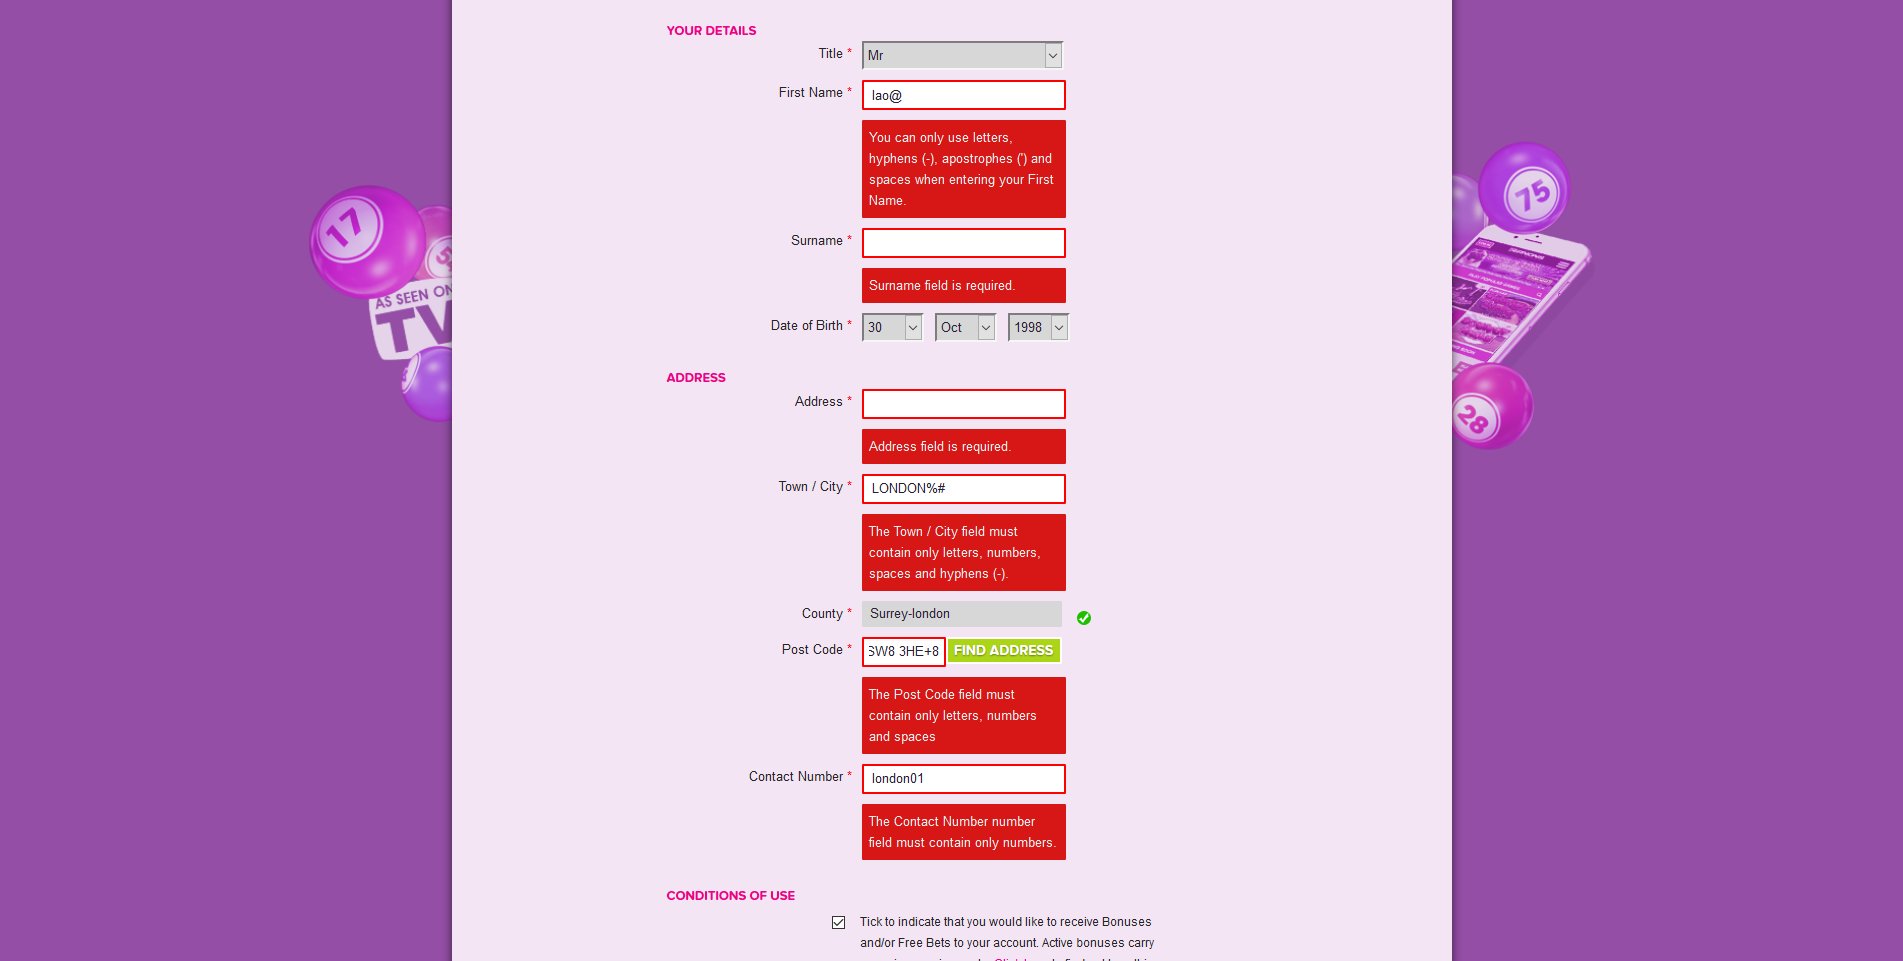 YOUR DETAILS
Title *
Mr
First Name *
lao@
You can only use letters,
hyphens (-), apostrophes (') and
spaces when entering your First
Name.
Surname *
Surname field is required.
Date of Birth *
30
Oct
1998
ADDRESS
Address *
Address field is required.
Town / City *
LONDON%#
The Town / City field must
contain only letters, numbers,
spaces and hyphens (-).
County *
Surrey-london
Post Code *
SW8 3HE+8
FIND ADDRESS
The Post Code field must
contain only letters, numbers
and spaces
Contact Number *
london01
The Contact Number number
field must contain only numbers.
CONDITIONS OF USE
Tick to indicate that you would like to receive Bonuses
and/or Free Bets to your account. Active bonuses carry
17
AS SEEN ON
TV
75
28